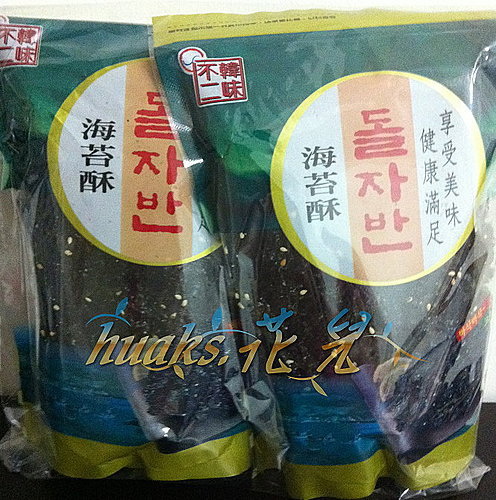 不二
韓味
돌자반
海苔酥
不二
韓味
돌자반
海苔酥
享受美味
健康滿足
huaks.花兒